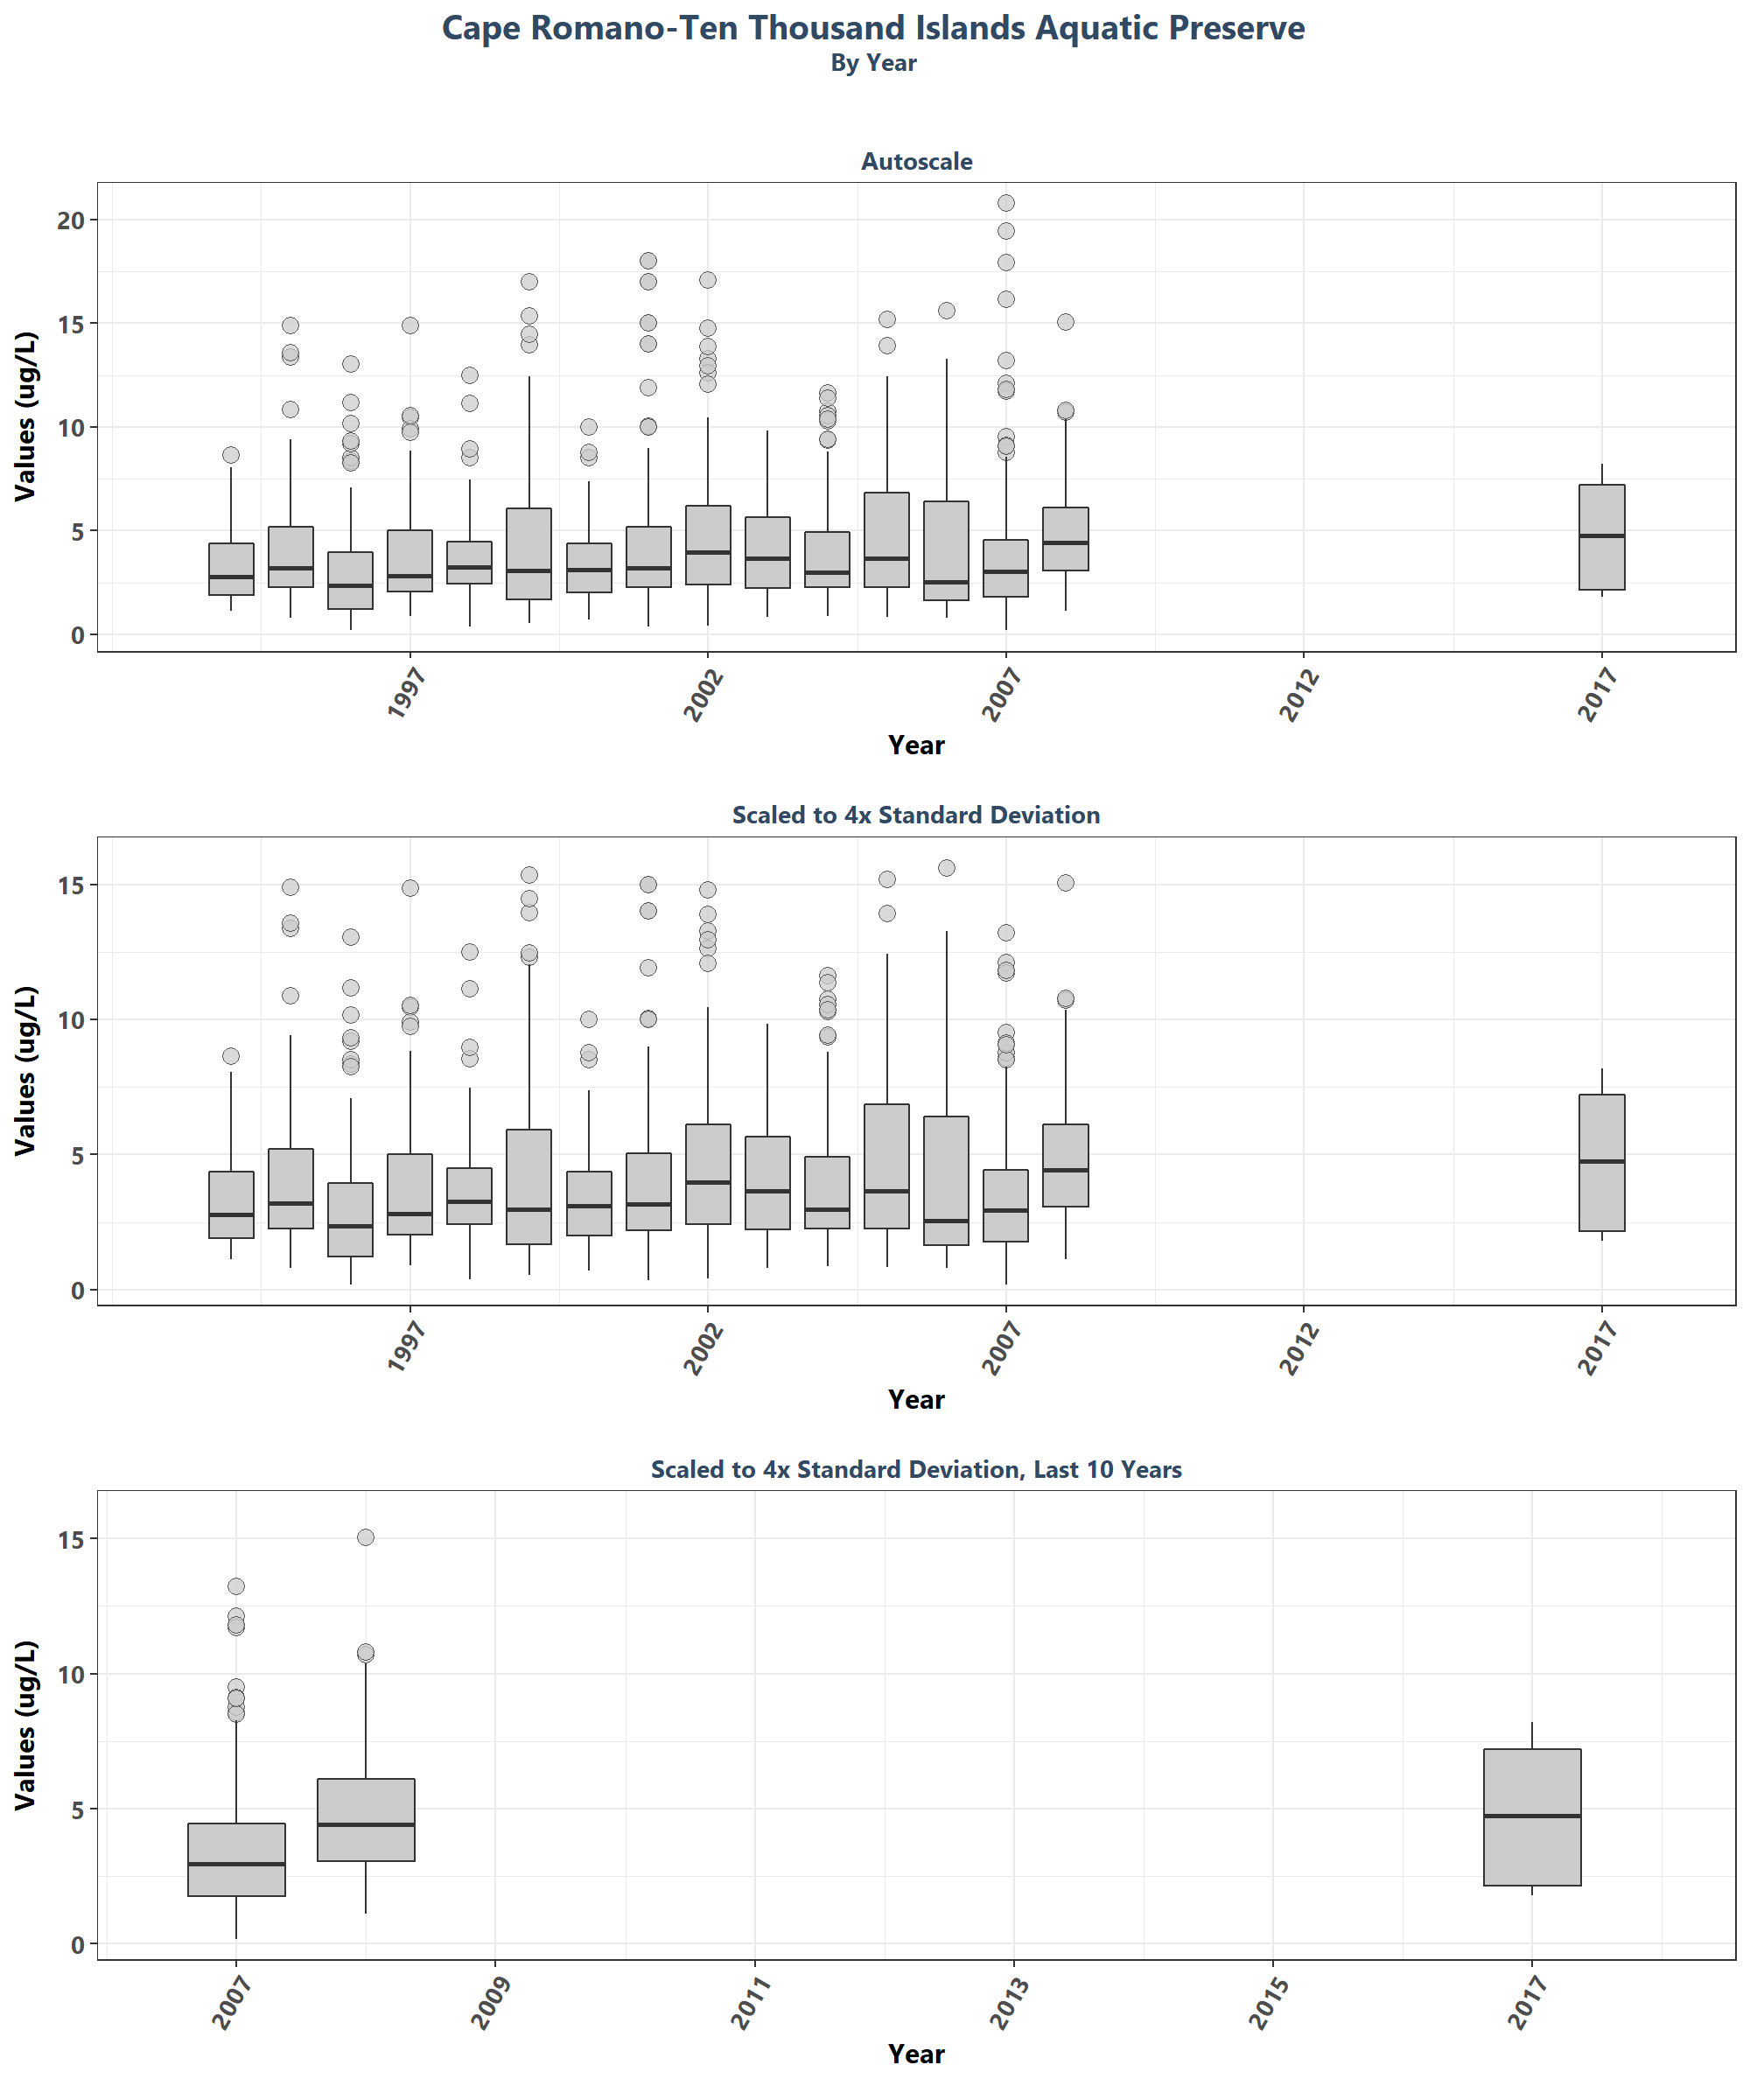 Cape Romano-Ten Thousand Islands Aquatic Preserve
By Year
Autoscale
Values (ug/L)
20
15
10
5
0
1997
2002
2007
2012
2017
Year
Scaled to 4x Standard Deviation
Values (ug/L)
15
10
5
0
1997
2002
2007
2012
2017
Year
Scaled to 4x Standard Deviation, Last 10 Years
Values (ug/L)
15
10
5
0
2007
2009
2011
2013
2015
2017
Year